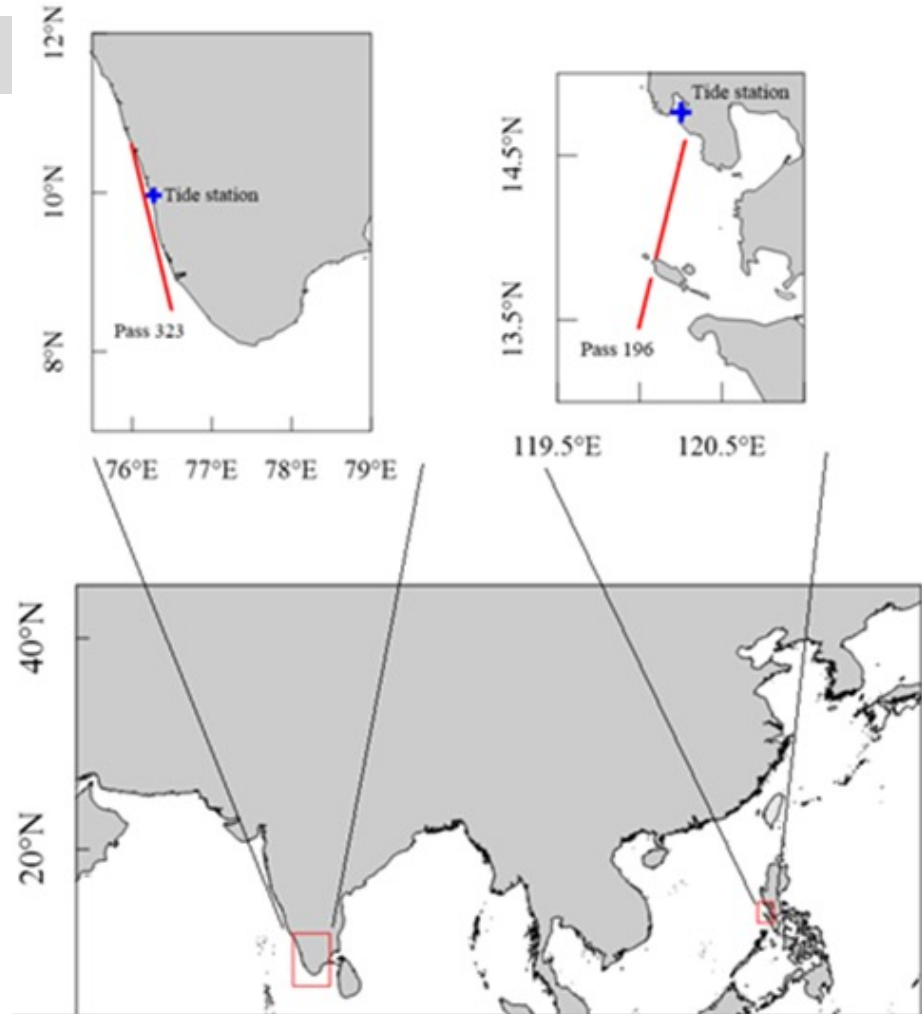 12°N
10°N
8°N
Tide station
Pass 323
76°E 77°E 78°E 79°E
Tide station
14.5°N
13.5°N
Pass 196
119.5°E 120.5°E
40°N
20°N